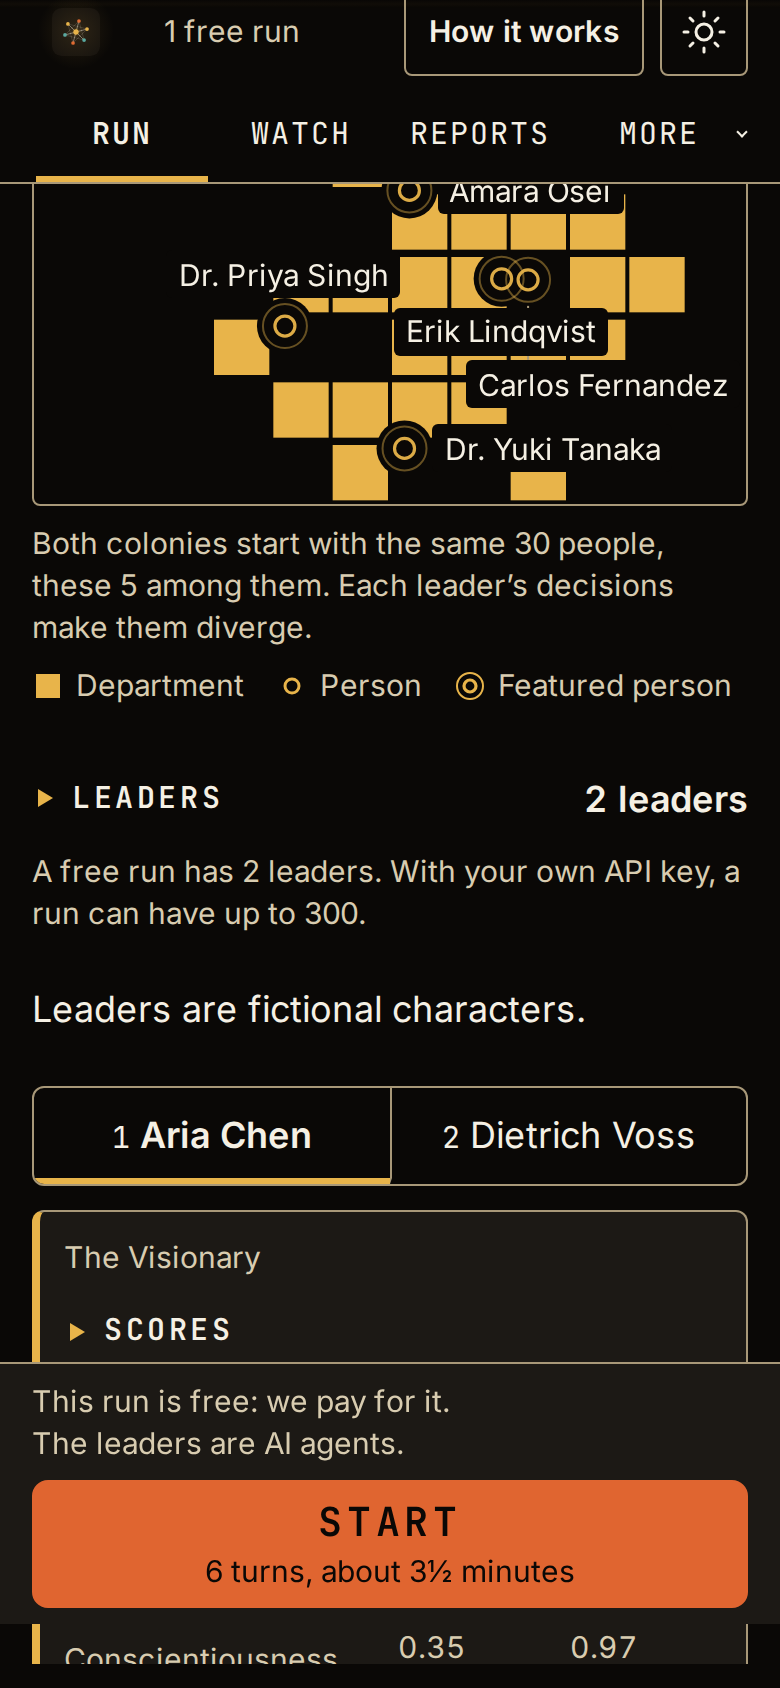 1 free run
How it works
RUN
WATCH
REPORTS
MORE
Amara Osei
Dr. Priya Singh
Erik Lindqvist
Carlos Fernandez
Dr. Yuki Tanaka
Both colonies start with the same 30 people,
these 5 among them. Each leader’s decisions
make them diverge.
Department
Person
Featured person
LEADERS
2 leaders
A free run has 2 leaders. With your own API key, a
run can have up to 300.
Leaders are fictional characters.
1 Aria Chen
2 Dietrich Voss
The Visionary
SCORES
This run is free: we pay for it.
The leaders are AI agents.
START
6 turns, about 3½ minutes
Conscientiousness 0.35 0.97